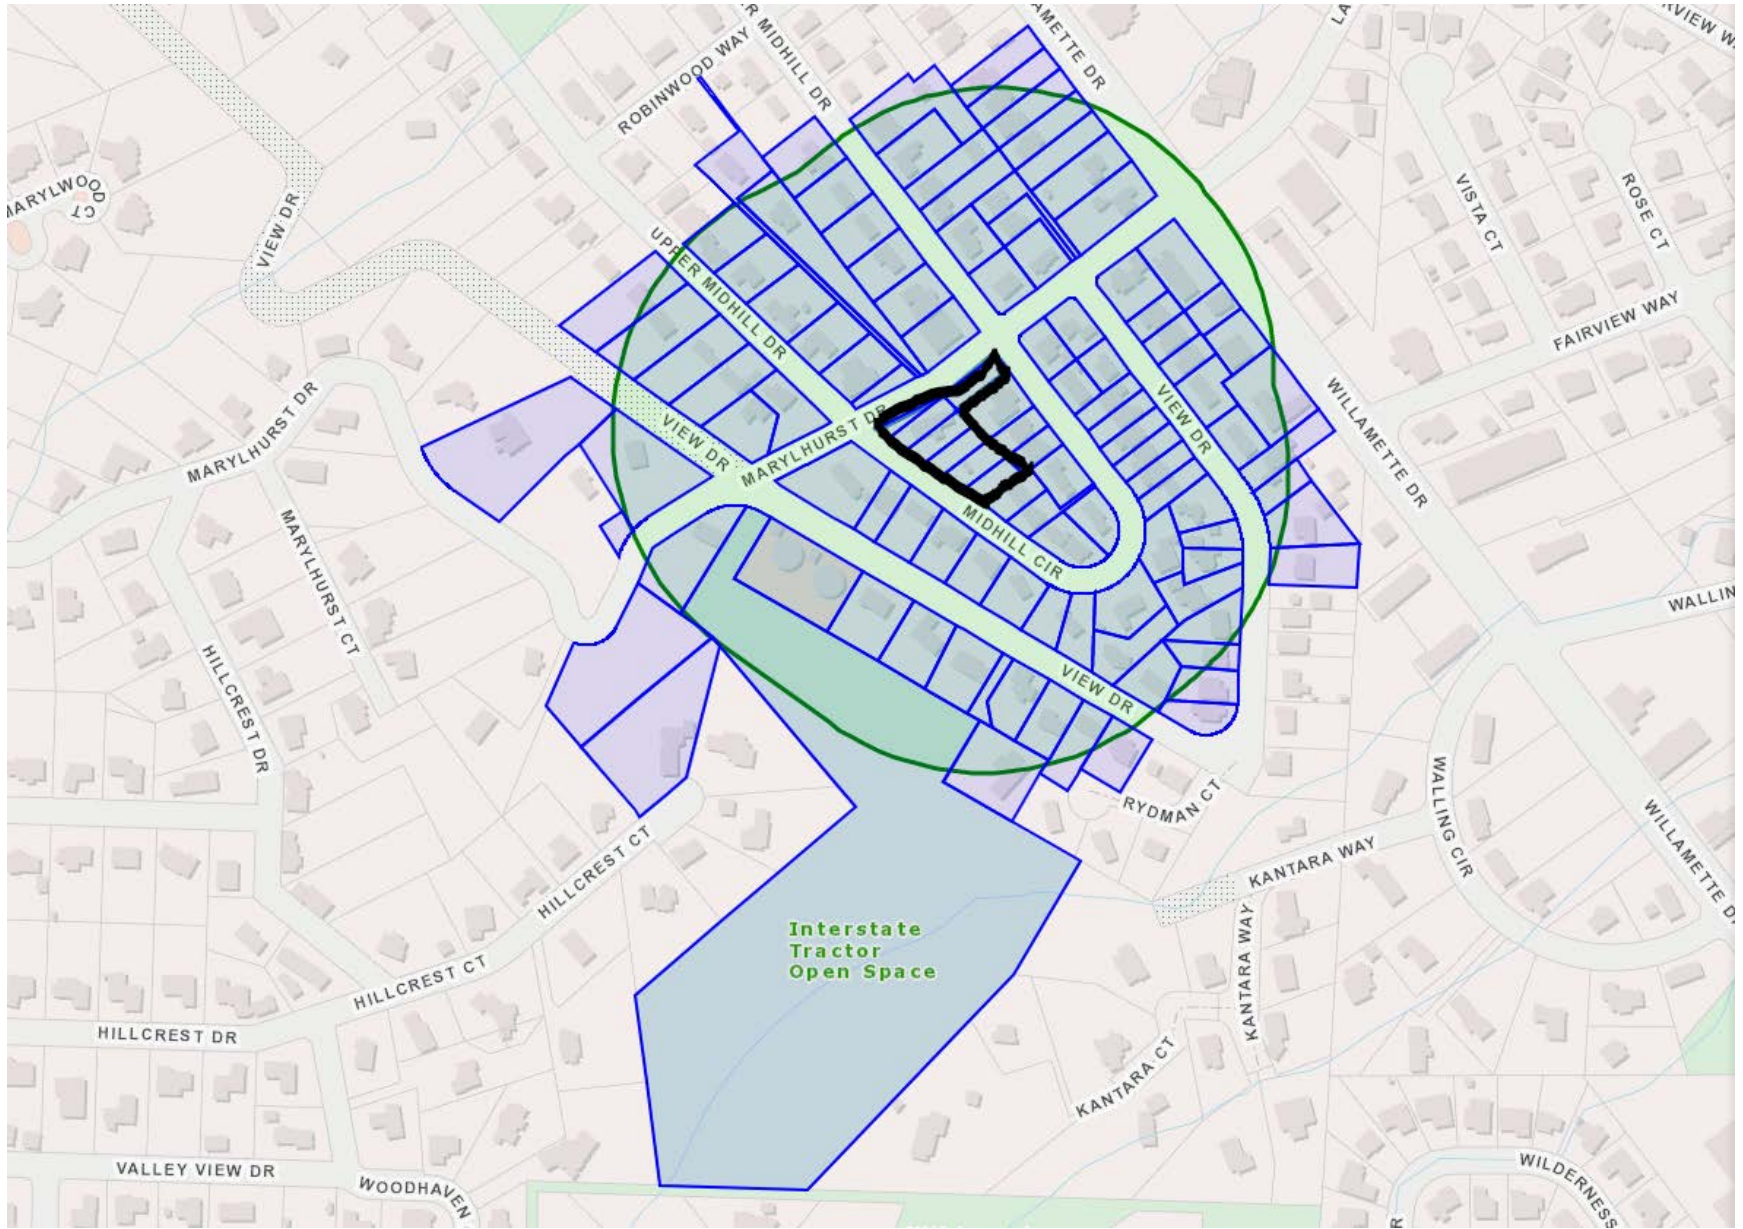 R MIDHILL DR
AMETTE DR
LA
RVIEW W
ROBINWOOD WAY
MARYLWOOD
CT
VISTA CT
ROSE CT
VIEW DR
UPPER MIDHILL DR
FAIRVIEW WAY
MARYLHURST DR
VIEW DR
MARYLHURST DR
VIEW DR
WILLAMETTE DR
MARYLHURST CT
MIDHILL CIR
WALLIN
HILLCREST DR
VIEW DR
RYDMAN CT
WALLING CIR
WILLAMETTE D
HILLCREST CT
KANTARA WAY
Interstate
Tractor
Open Space
HILLCREST CT
KANTARA WAY
HILLCREST DR
KANTARA CT
VALLEY VIEW DR
WOODHAVEN
WILDERNESS
R